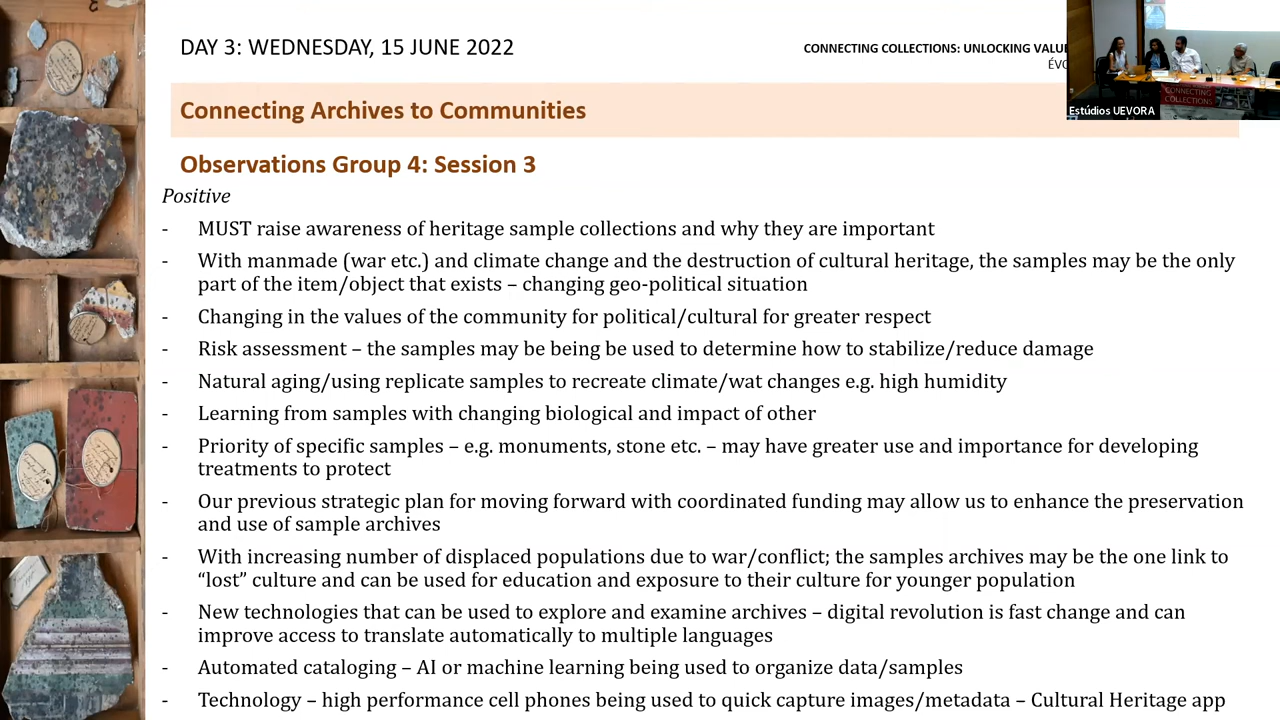 DAY 3: WEDNESDAY, 15 JUNE 2022
CONNECTING COLLECTIONS: UNLOCKING VALU
ÉVO
Estúdios UEVORA
CONNECTING
COLLECTIONS
Connecting Archives to Communities
Observations Group 4: Session 3
Positive
- MUST raise awareness of heritage sample collections and why they are important
- With manmade (war etc.) and climate change and the destruction of cultural heritage, the samples may be the only
part of the item/object that exists – changing geo-political situation
- Changing in the values of the community for political/cultural for greater respect
- Risk assessment – the samples may be being be used to determine how to stabilize/reduce damage
- Natural aging/using replicate samples to recreate climate/wat changes e.g. high humidity
- Learning from samples with changing biological and impact of other
- Priority of specific samples – e.g. monuments, stone etc. – may have greater use and importance for developing
treatments to protect
- Our previous strategic plan for moving forward with coordinated funding may allow us to enhance the preservation
and use of sample archives
- With increasing number of displaced populations due to war/conflict; the samples archives may be the one link to
“lost” culture and can be used for education and exposure to their culture for younger population
- New technologies that can be used to explore and examine archives – digital revolution is fast change and can
improve access to translate automatically to multiple languages
- Automated cataloging – AI or machine learning being used to organize data/samples
- Technology – high performance cell phones being used to quick capture images/metadata – Cultural Heritage app